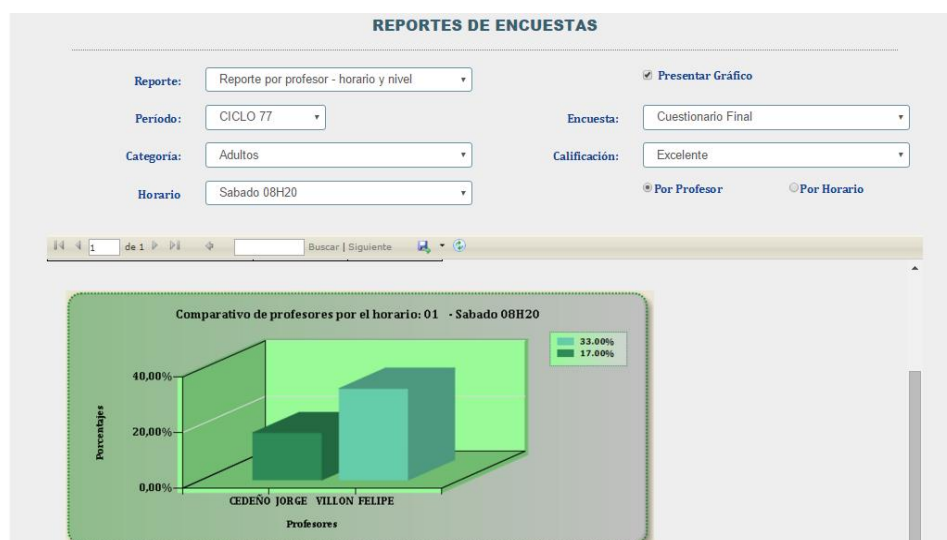 REPORTES DE ENCUESTAS
Reporte: Reporte por profesor - horario y nivel
Presentar Gráfico
Período: CICLO 77
Encuesta: Cuestionario Final
Categoría: Adultos
Calificación: Excelente
Horario Sabado 08H20
Por Profesor Por Horario
1 de 1 Buscar | Siguiente
Comparativo de profesores por el horario: 01 - Sabado 08H20
33.00%
17.00%
40,00%
20,00%
0,00%
Porcentajes
CEDEÑO JORGE VILLON FELIPE
Profesores